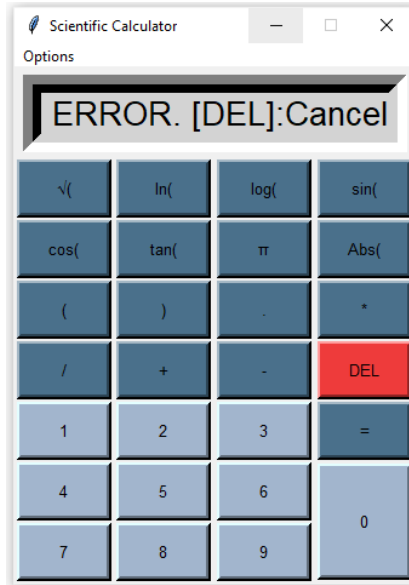 Scientific Calculator
Options
ERROR. [DEL]:Cancel
√( ln( log( sin(
cos( tan( π Abs(
( ) . *
/ + - DEL
1 2 3 =
4 5 6
0
7 8 9